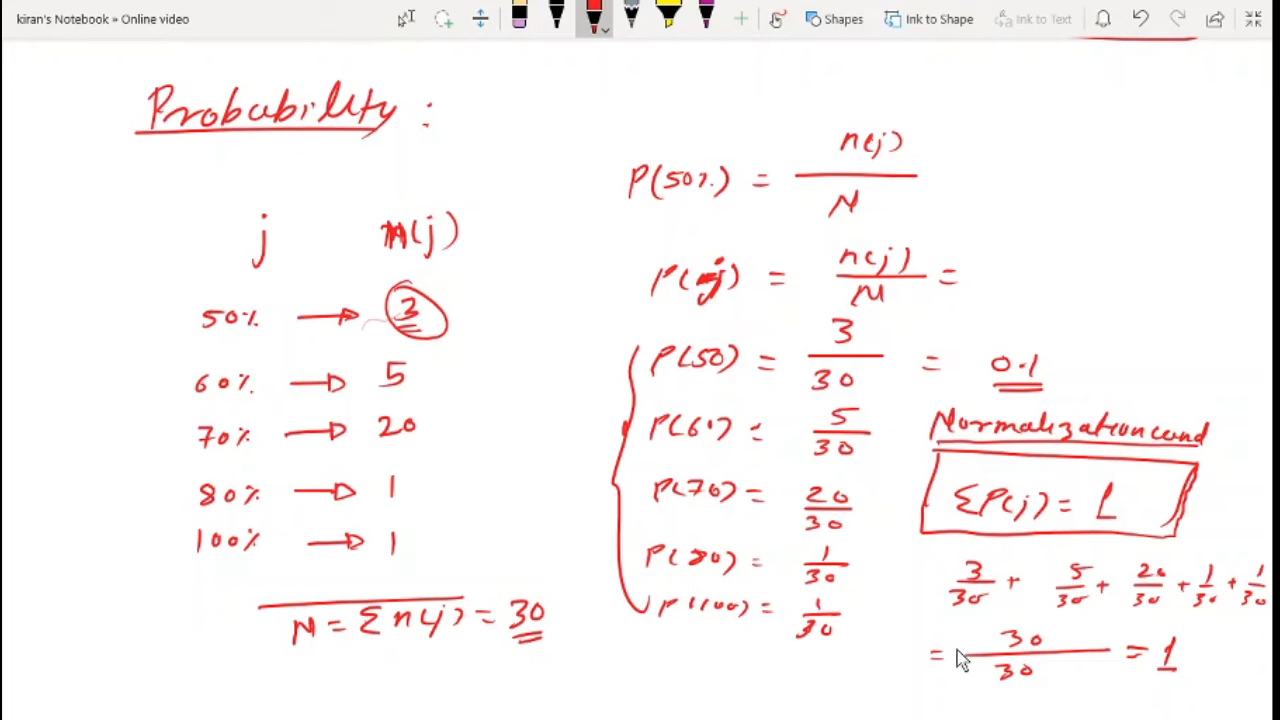 kiran's Notebook » Online video
Shapes
Ink to Shape
Ink to Text
Probability :
j n(j)
50% → 3
60% → 5
70% → 20
80% → 1
100% → 1
N = Σn(j) = 30
P(50%) = n(j)/N
P(j) = n(j)/N =
P(50) = 3/30 = 0.1
P(60) = 5/30
P(70) = 20/30
P(80) = 1/30
P(100) = 1/30
Normalization cond
ΣP(j) = 1
3/30 + 5/30 + 20/30 + 1/30 + 1/30
= 30/30 = 1